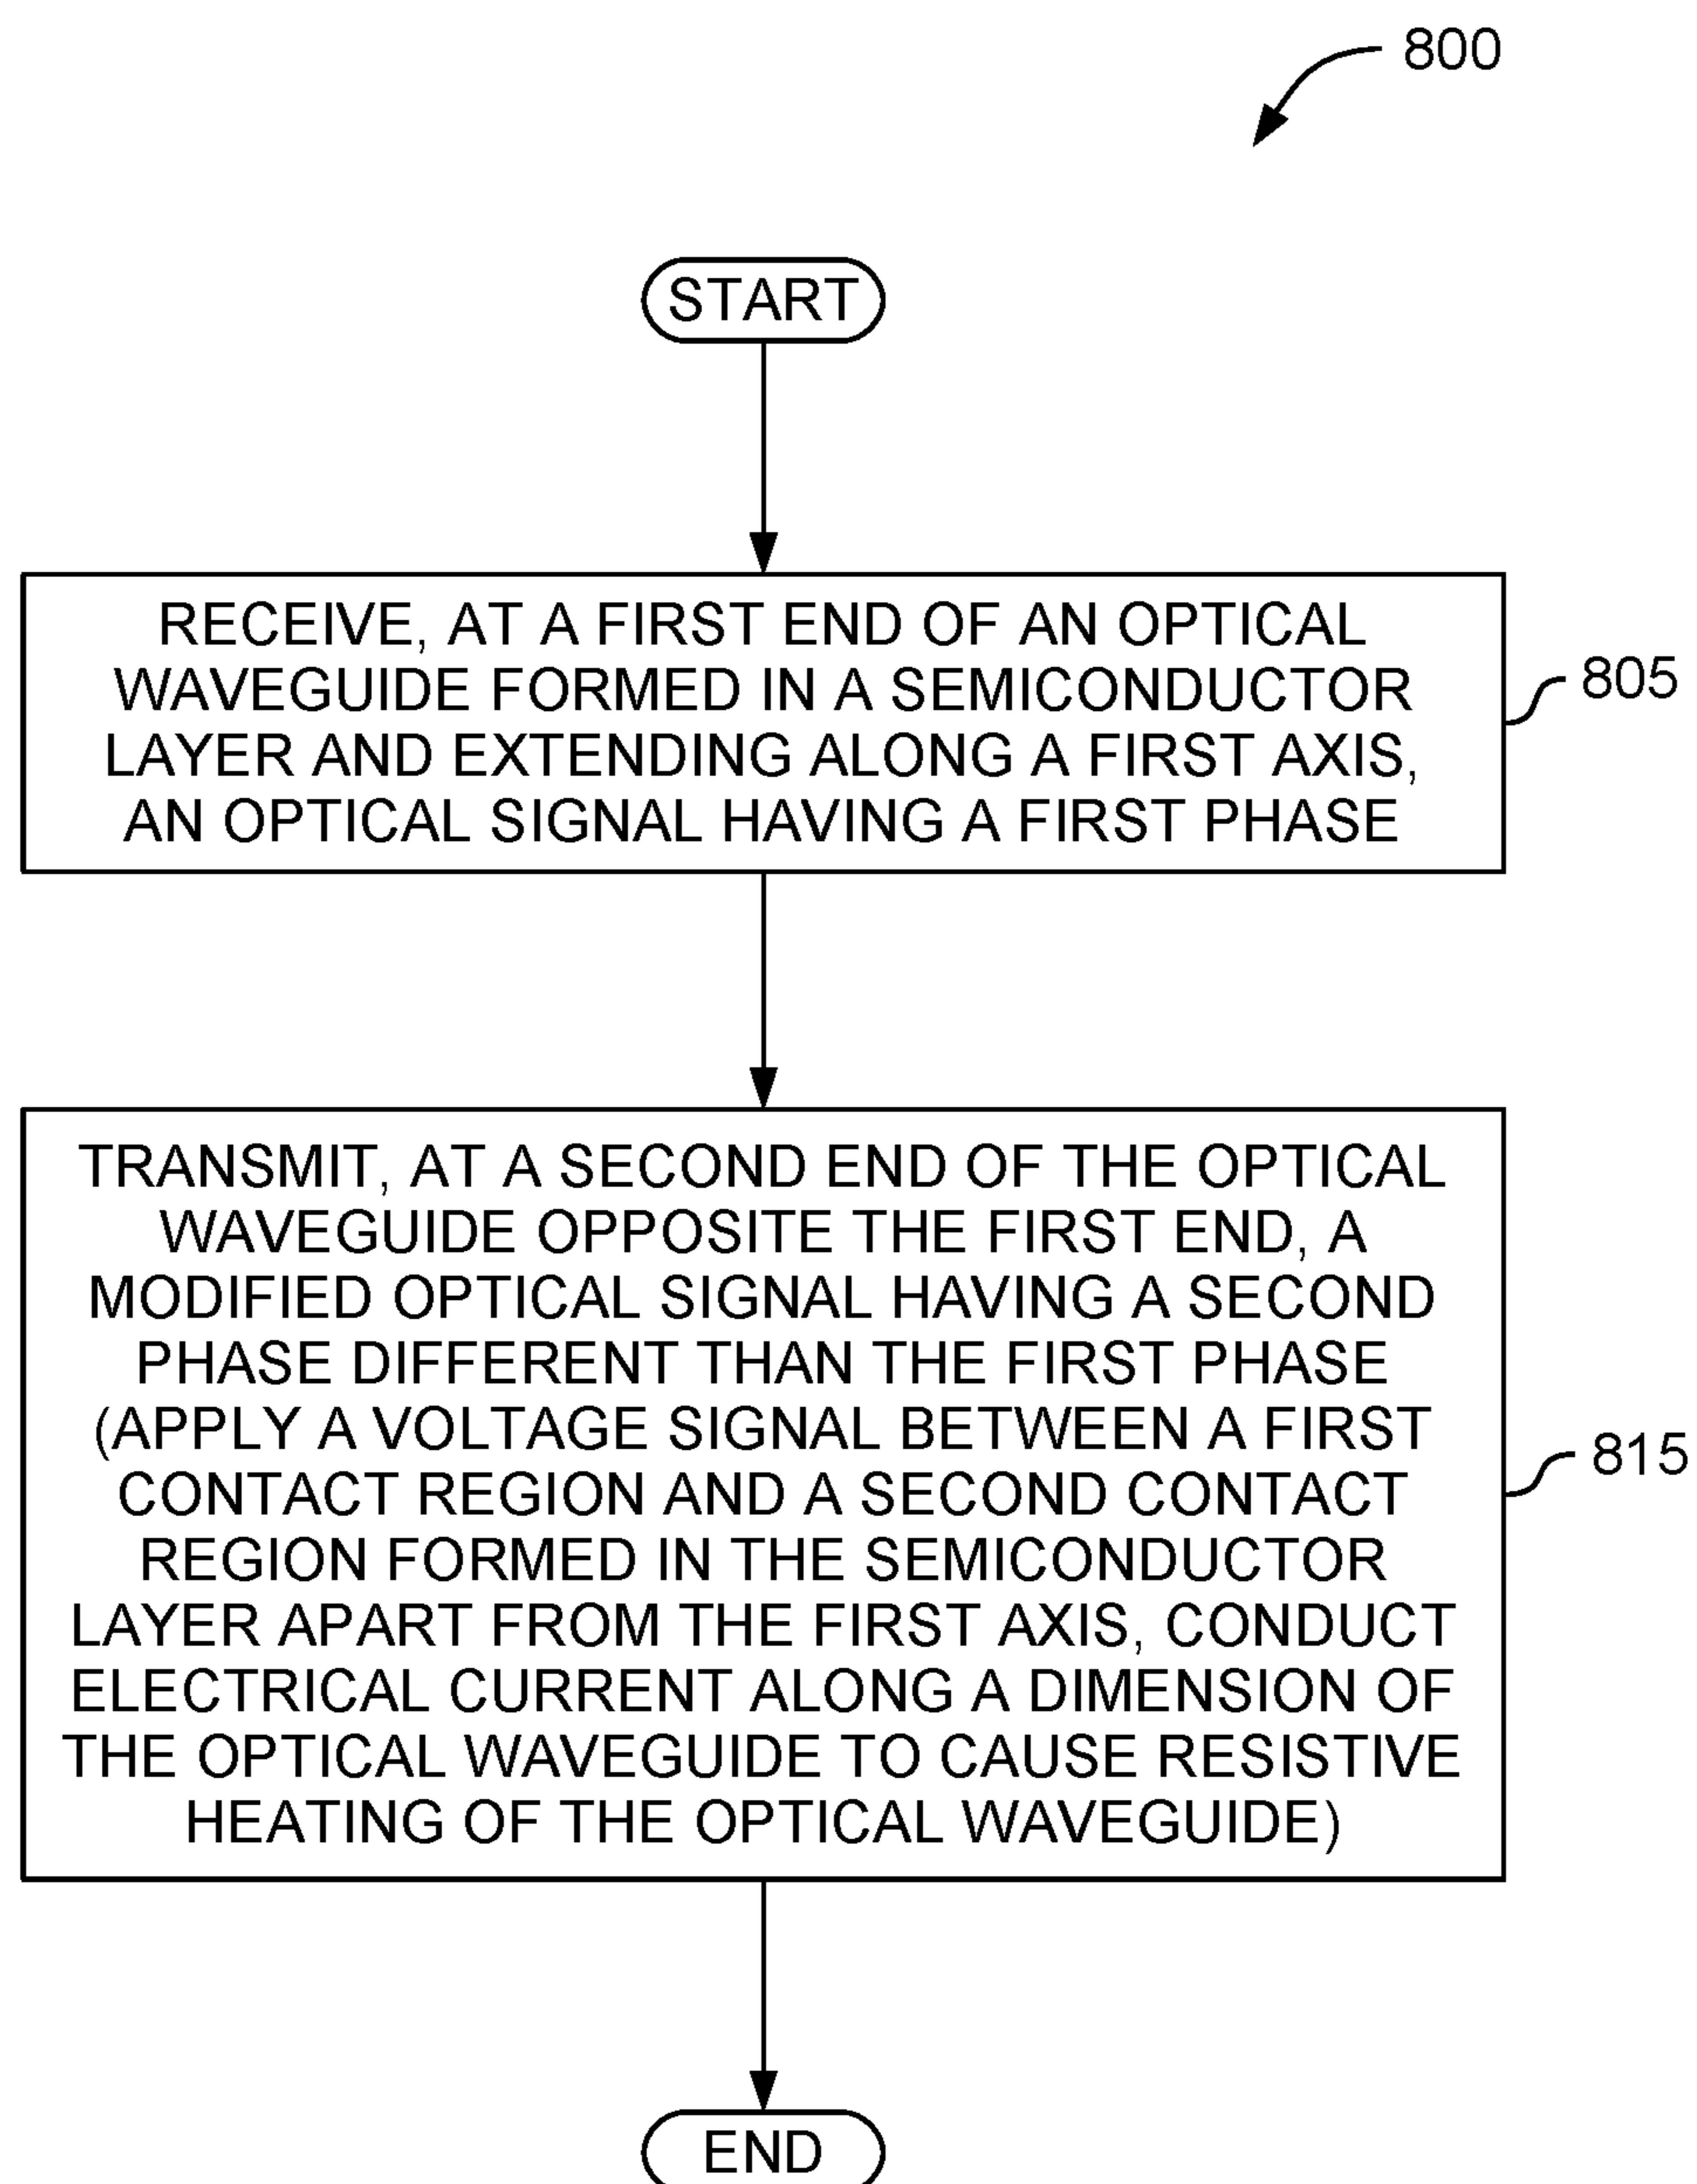 800
START
RECEIVE, AT A FIRST END OF AN OPTICAL
WAVEGUIDE FORMED IN A SEMICONDUCTOR
LAYER AND EXTENDING ALONG A FIRST AXIS,
AN OPTICAL SIGNAL HAVING A FIRST PHASE
805
TRANSMIT, AT A SECOND END OF THE OPTICAL
WAVEGUIDE OPPOSITE THE FIRST END, A
MODIFIED OPTICAL SIGNAL HAVING A SECOND
PHASE DIFFERENT THAN THE FIRST PHASE
(APPLY A VOLTAGE SIGNAL BETWEEN A FIRST
CONTACT REGION AND A SECOND CONTACT
REGION FORMED IN THE SEMICONDUCTOR
LAYER APART FROM THE FIRST AXIS, CONDUCT
ELECTRICAL CURRENT ALONG A DIMENSION OF
THE OPTICAL WAVEGUIDE TO CAUSE RESISTIVE
HEATING OF THE OPTICAL WAVEGUIDE)
815
END